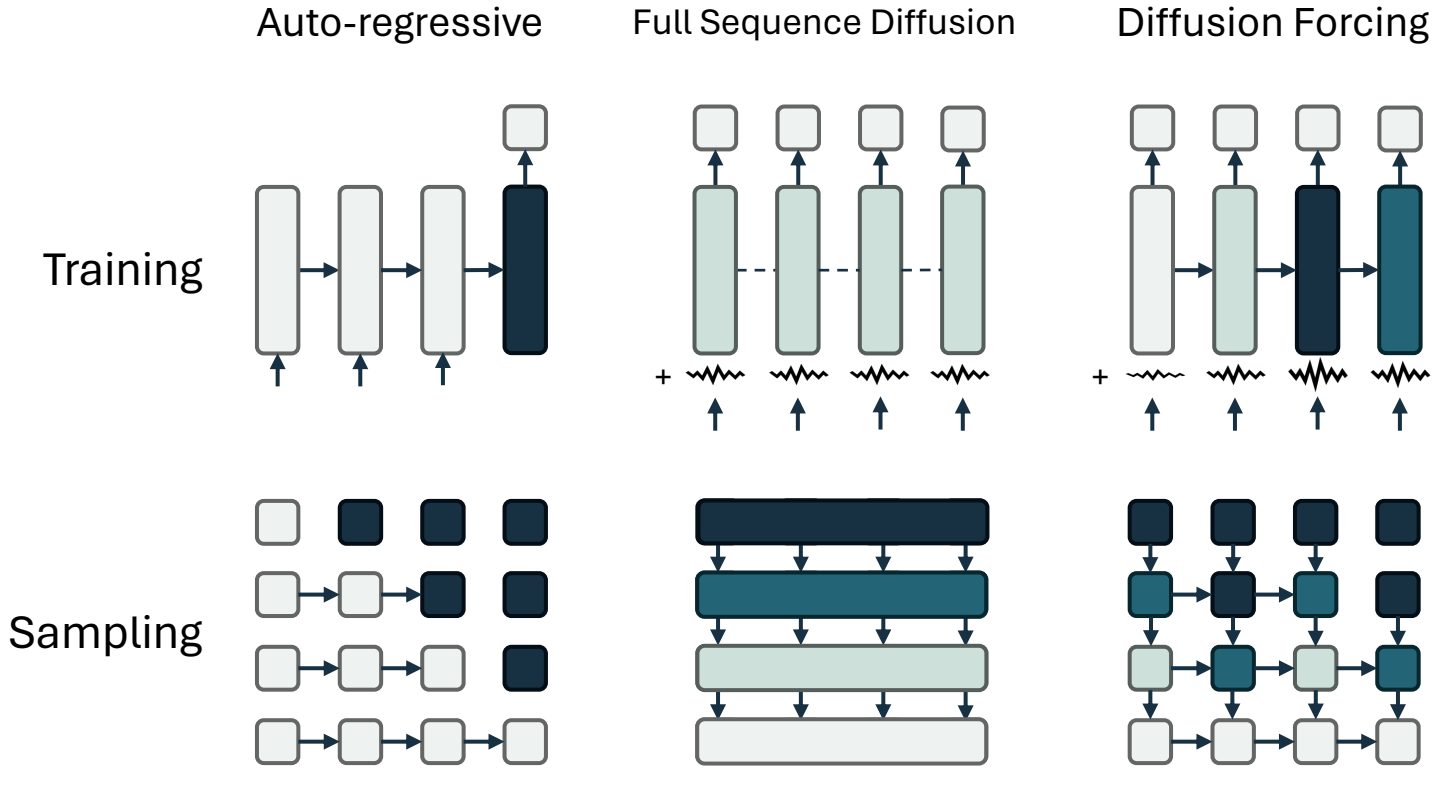 Auto-regressive
Full Sequence Diffusion
Diffusion Forcing
Training
+
+
Sampling